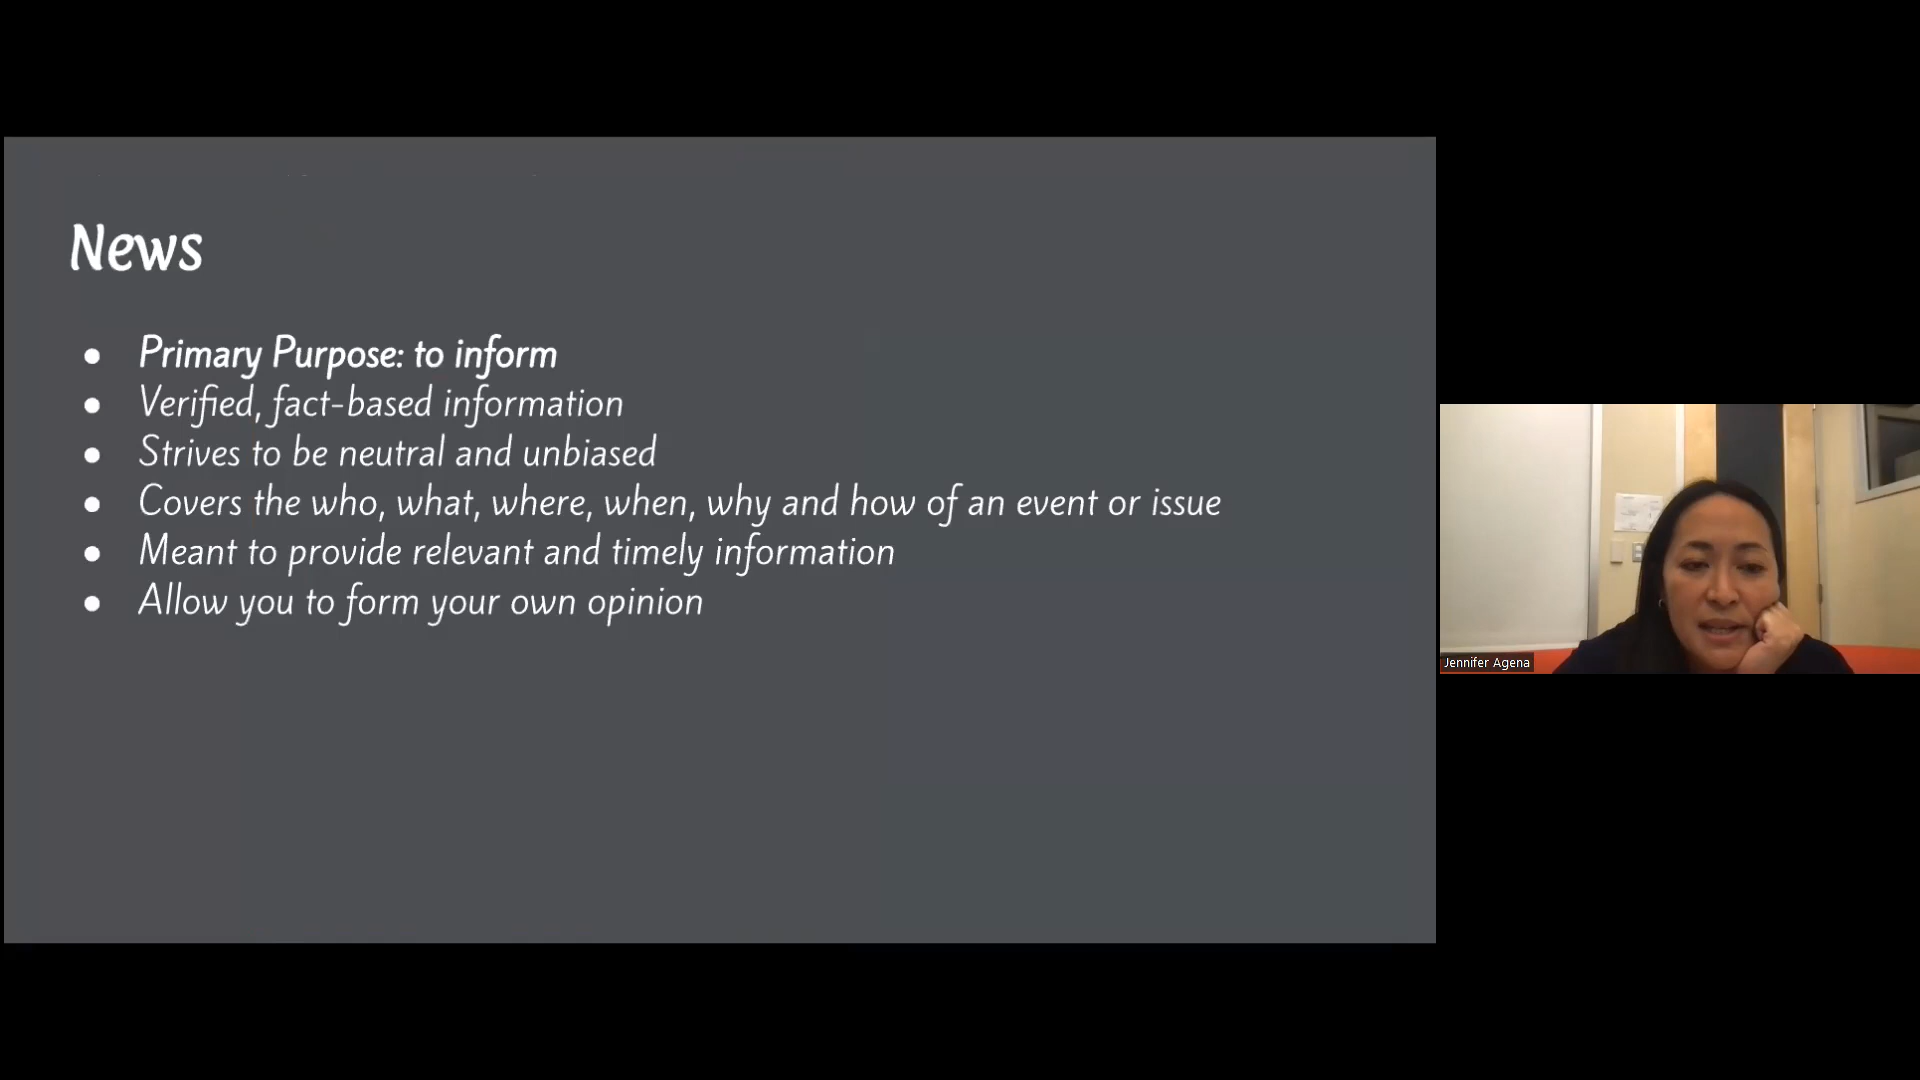 News
● Primary Purpose: to inform
● Verified, fact-based information
● Strives to be neutral and unbiased
● Covers the who, what, where, when, why and how of an event or issue
● Meant to provide relevant and timely information
● Allow you to form your own opinion
Jennifer Agena